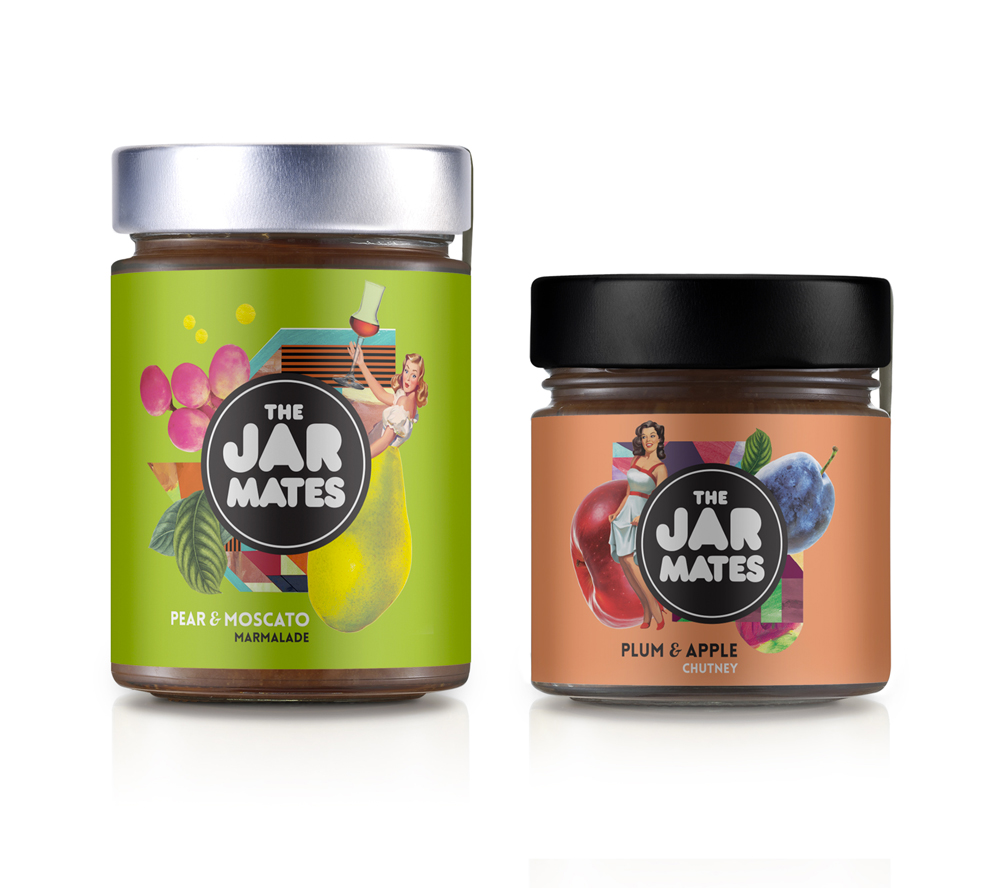 THE
JAR
MATES
PEAR & MOSCATO
MARMALADE
THE
JAR
MATES
PLUM & APPLE
CHUTNEY